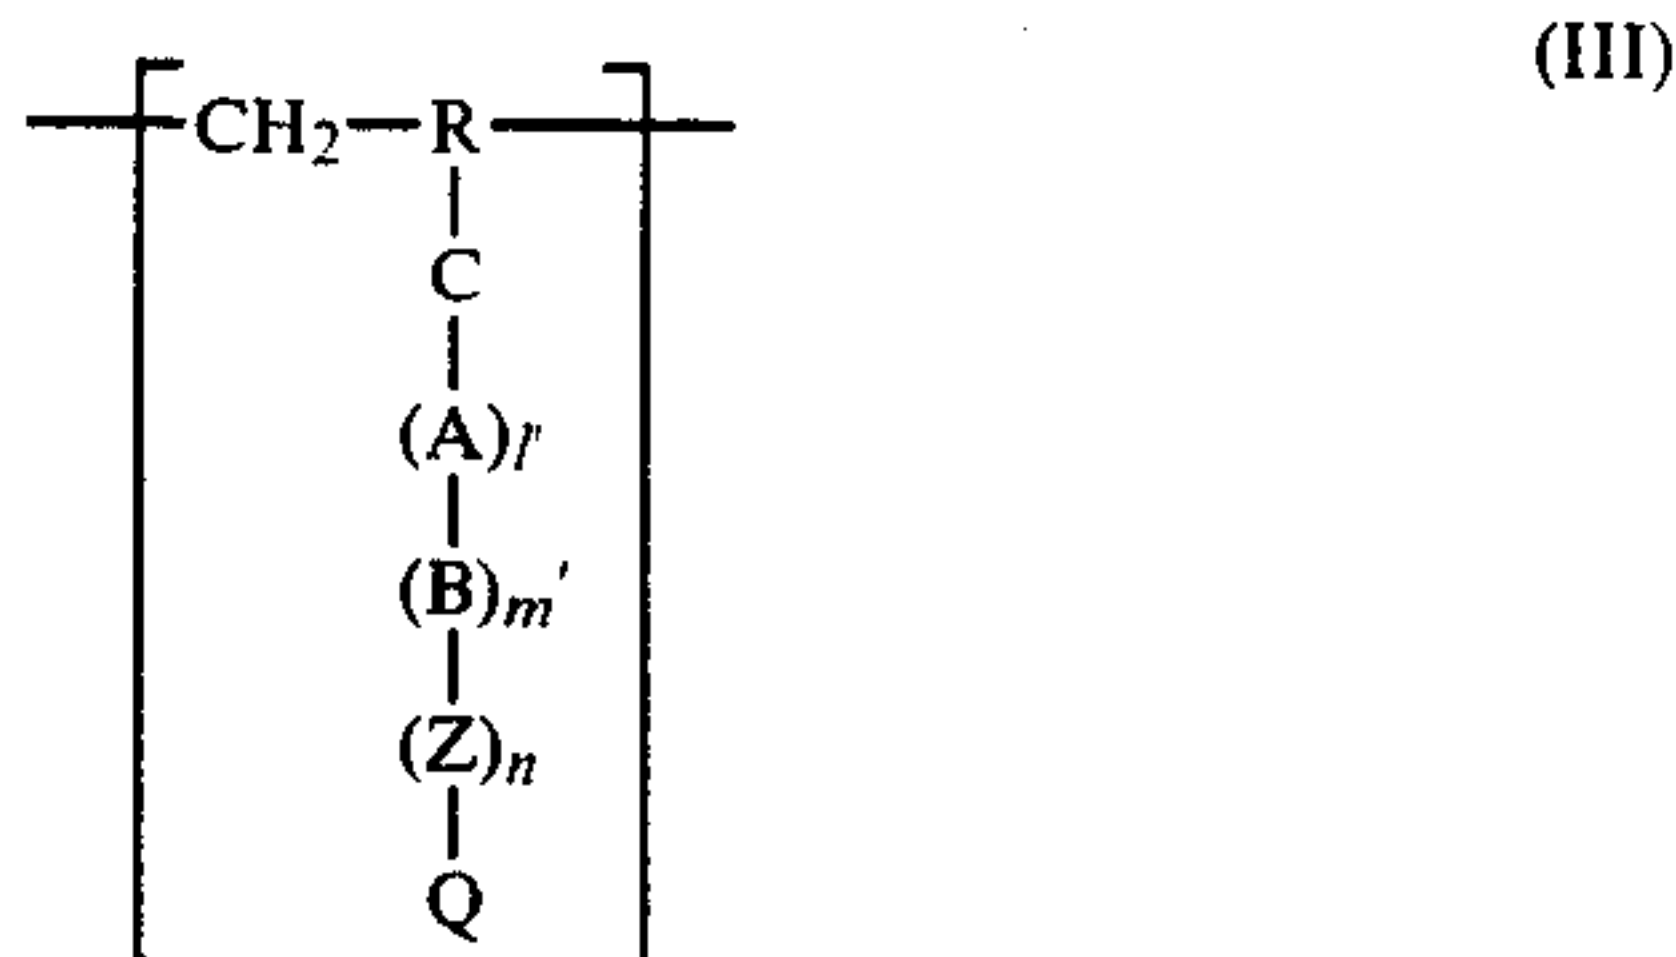 (III)
CH₂—R
C
(A)l'
(B)m'
(Z)n
Q